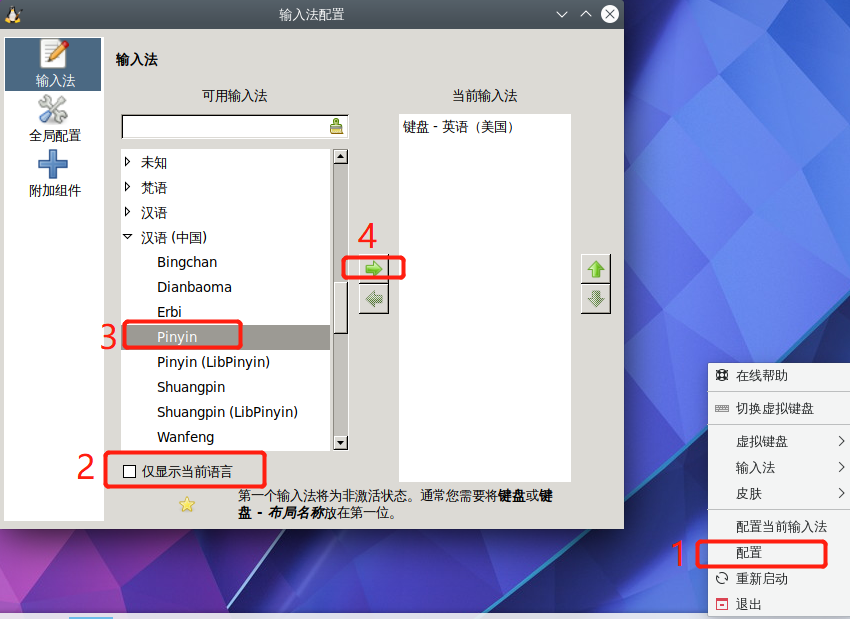 输入法配置
输入法
全局配置
附加组件
输入法
可用输入法
当前输入法
键盘 - 英语（美国）
未知
梵语
汉语
汉语 (中国)
Bingchan
Dianbaoma
Erbi
3
Pinyin
Pinyin (LibPinyin)
Shuangpin
Shuangpin (LibPinyin)
Wanfeng
4
2
仅显示当前语言
第一个输入法将为非激活状态。通常您需要将键盘或键
盘 - 布局名称放在第一位。
在线帮助
切换虚拟键盘
虚拟键盘
输入法
皮肤
配置当前输入法
1
配置
重新启动
退出